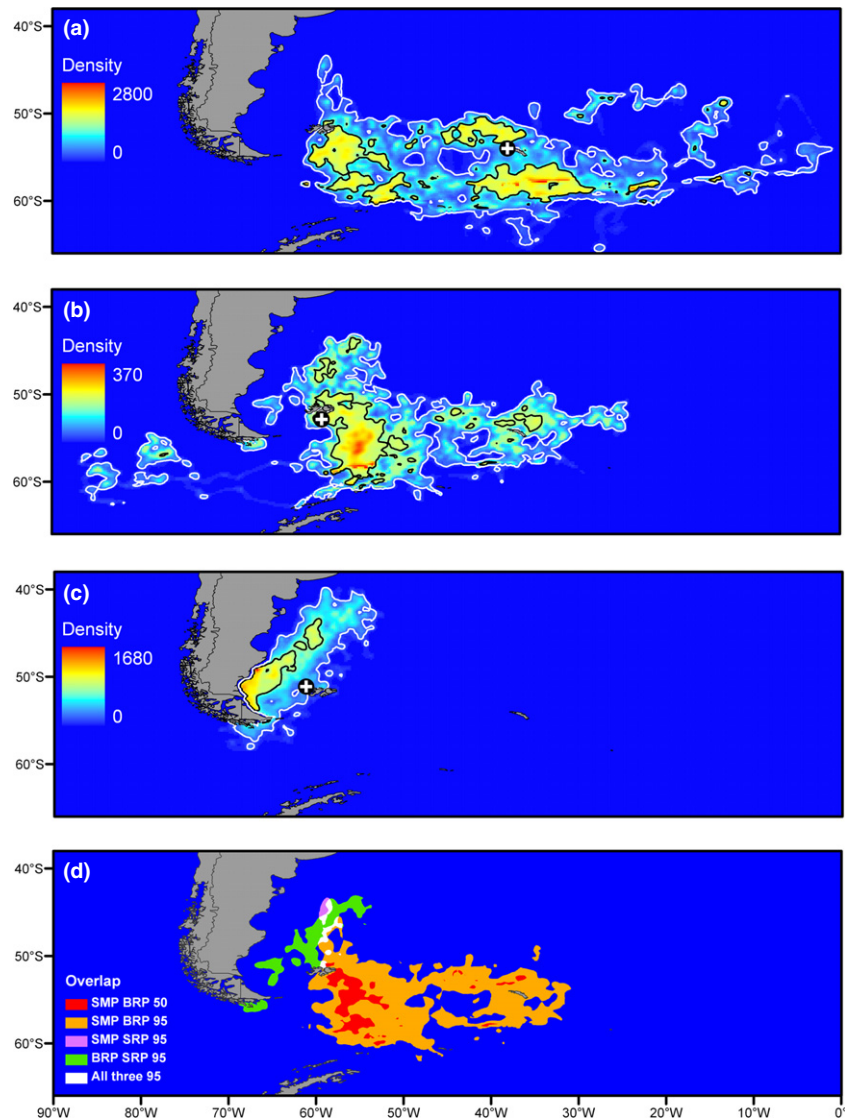 (a)
40°S
Density
2800
0
50°S
60°S
(b)
40°S
Density
370
0
50°S
60°S
(c)
40°S
Density
1680
0
50°S
60°S
(d)
40°S
50°S
Overlap
SMP BRP 50
SMP BRP 95
SMP SRP 95
BRP SRP 95
All three 95
60°S
90°W 80°W 70°W 60°W 50°W 40°W 30°W 20°W 10°W 0°